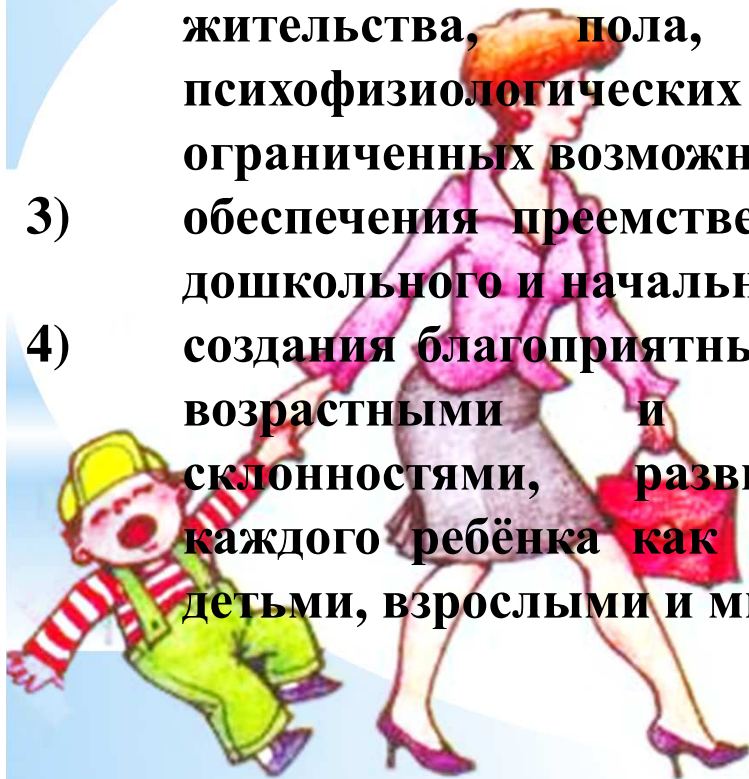 жительства, пола,
психофизиологических
ограниченных возможн
3) обеспечения преемстве
дошкольного и начальн
4) создания благоприятны
возрастными и
склонностями, разви
каждого ребёнка как
детьми, взрослыми и ми